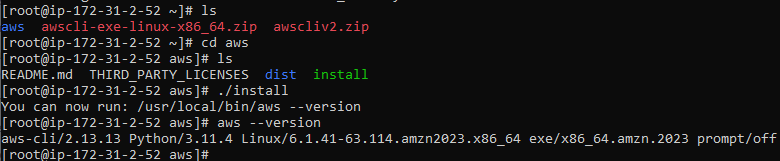 [root@ip-172-31-2-52 ~]# ls
aws  awscli-exe-linux-x86_64.zip  awscliv2.zip
[root@ip-172-31-2-52 ~]# cd aws
[root@ip-172-31-2-52 aws]# ls
README.md  THIRD_PARTY_LICENSES  dist  install
[root@ip-172-31-2-52 aws]# ./install
You can now run: /usr/local/bin/aws --version
[root@ip-172-31-2-52 aws]# aws --version
aws-cli/2.13.13 Python/3.11.4 Linux/6.1.41-63.114.amzn2023.x86_64 exe/x86_64.amzn.2023 prompt/off
[root@ip-172-31-2-52 aws]#